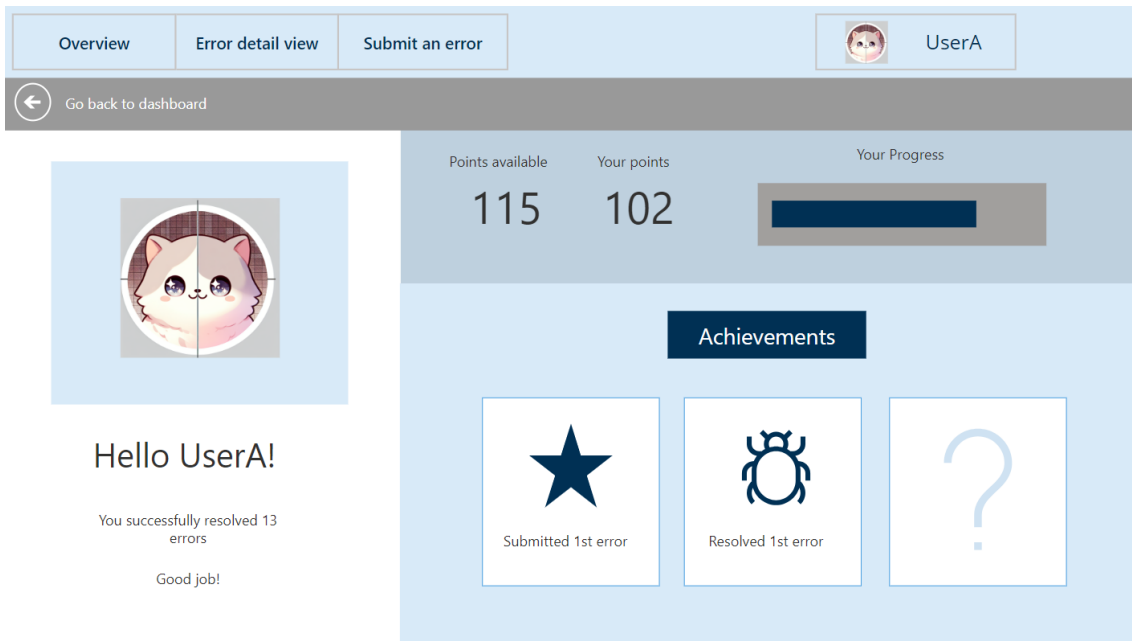 Overview
Error detail view
Submit an error
UserA
Go back to dashboard
Points available
Your points
Your Progress
115
102
Achievements
Hello UserA!
You successfully resolved 13
errors
Good job!
Submitted 1st error
Resolved 1st error
?